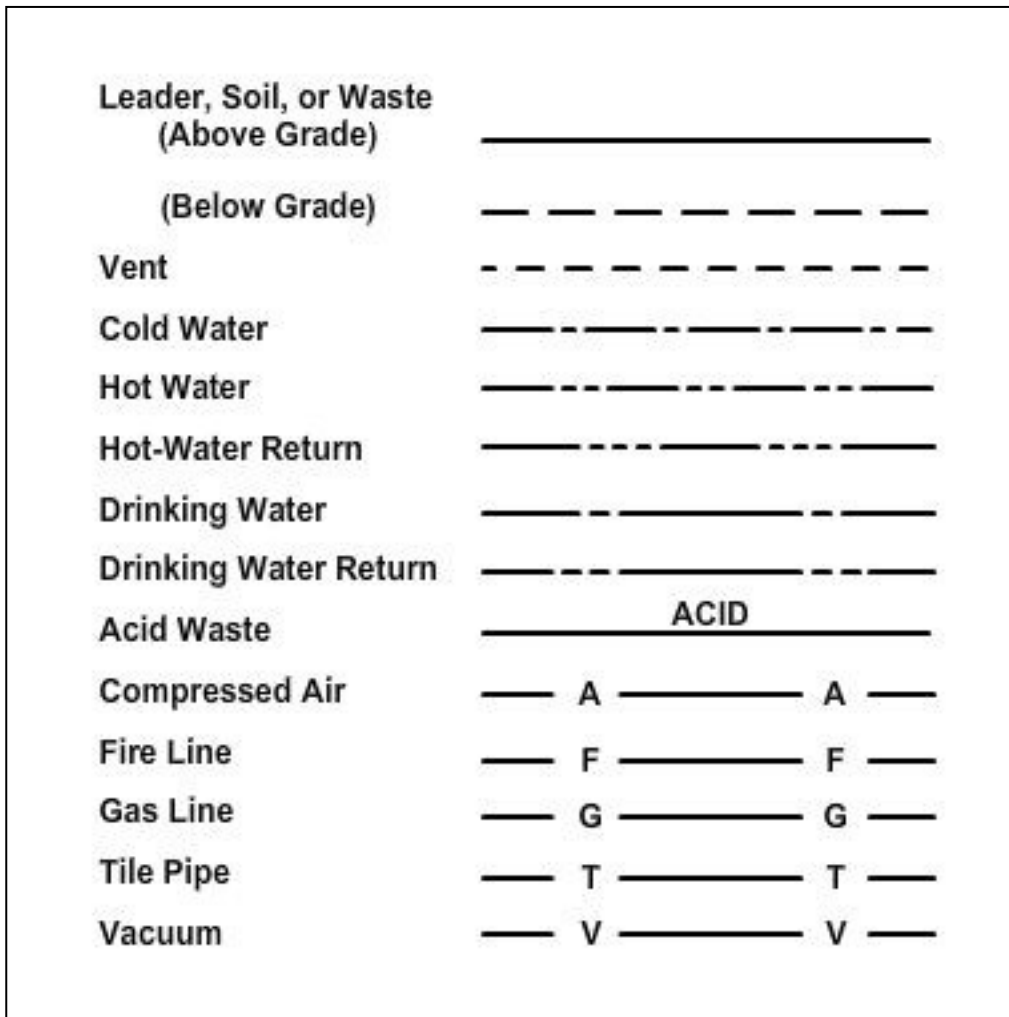 Leader, Soil, or Waste
(Above Grade)
(Below Grade)
Vent
Cold Water
Hot Water
Hot-Water Return
Drinking Water
Drinking Water Return
Acid Waste ACID
Compressed Air A A
Fire Line F F
Gas Line G G
Tile Pipe T T
Vacuum V V